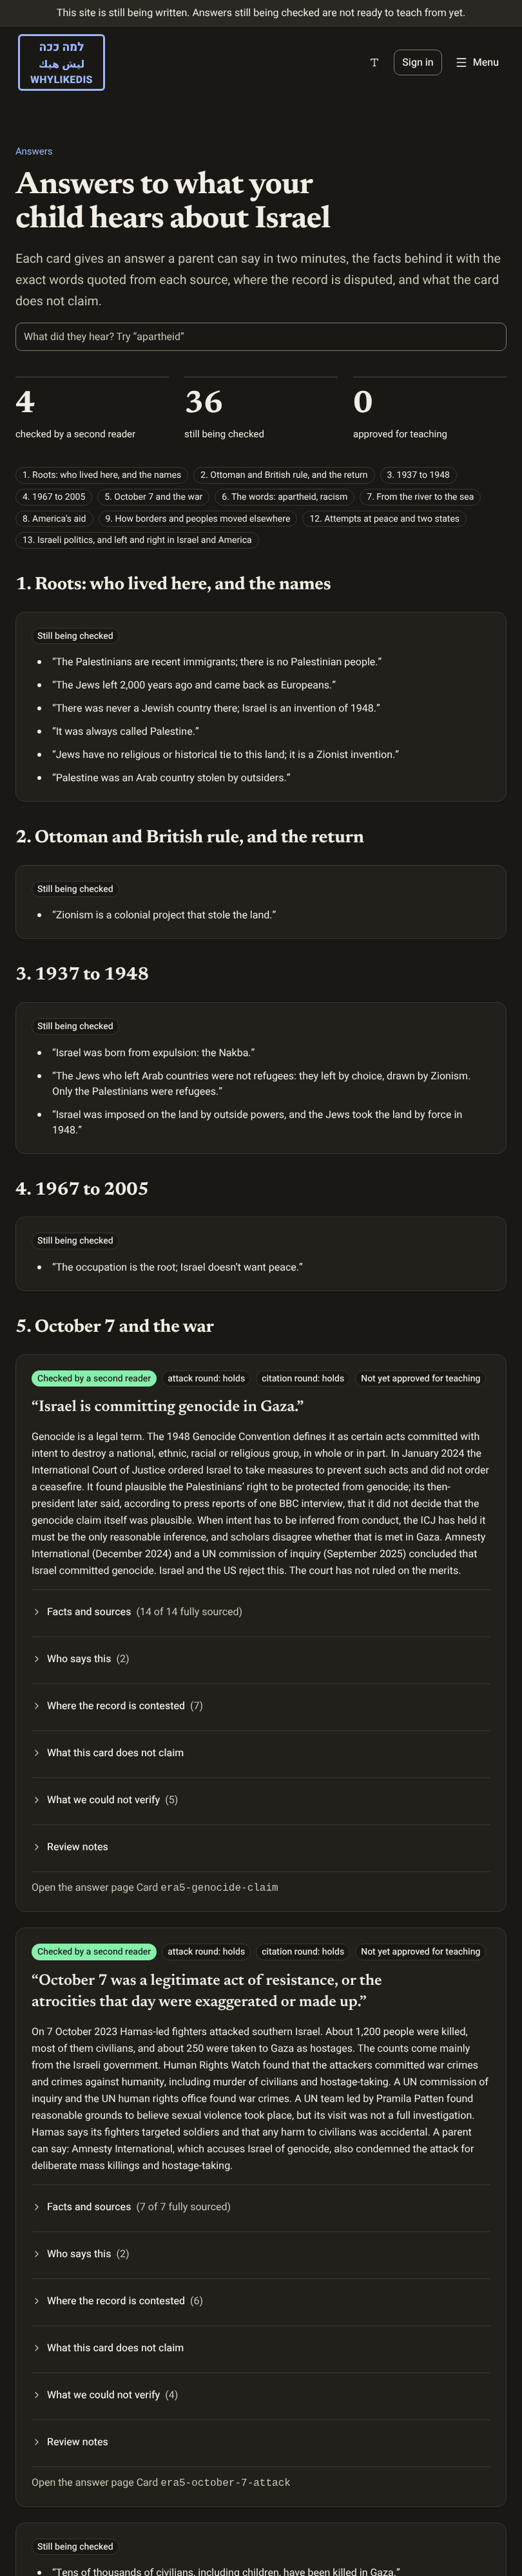 This site is still being written. Answers still being checked are not ready to teach from yet.
למה ככה
ليش هيك
WHYLIKEDIS
Sign in
Menu
Answers
Answers to what your
child hears about Israel
Each card gives an answer a parent can say in two minutes, the facts behind it with the
exact words quoted from each source, where the record is disputed, and what the card
does not claim.
What did they hear? Try “apartheid”
4
checked by a second reader
36
still being checked
0
approved for teaching
1. Roots: who lived here, and the names
2. Ottoman and British rule, and the return
3. 1937 to 1948
4. 1967 to 2005
5. October 7 and the war
6. The words: apartheid, racism
7. From the river to the sea
8. America’s aid
9. How borders and peoples moved elsewhere
12. Attempts at peace and two states
13. Israeli politics, and left and right in Israel and America
1. Roots: who lived here, and the names
Still being checked
“The Palestinians are recent immigrants; there is no Palestinian people.”
“The Jews left 2,000 years ago and came back as Europeans.”
“There was never a Jewish country there; Israel is an invention of 1948.”
“It was always called Palestine.”
“Jews have no religious or historical tie to this land; it is a Zionist invention.”
“Palestine was an Arab country stolen by outsiders.”
2. Ottoman and British rule, and the return
Still being checked
“Zionism is a colonial project that stole the land.”
3. 1937 to 1948
Still being checked
“Israel was born from expulsion: the Nakba.”
“The Jews who left Arab countries were not refugees: they left by choice, drawn by Zionism.
Only the Palestinians were refugees.”
“Israel was imposed on the land by outside powers, and the Jews took the land by force in
1948.”
4. 1967 to 2005
Still being checked
“The occupation is the root; Israel doesn’t want peace.”
5. October 7 and the war
Checked by a second reader
attack round: holds
citation round: holds
Not yet approved for teaching
“Israel is committing genocide in Gaza.”
Genocide is a legal term. The 1948 Genocide Convention defines it as certain acts committed with
intent to destroy a national, ethnic, racial or religious group, in whole or in part. In January 2024 the
International Court of Justice ordered Israel to take measures to prevent such acts and did not order
a ceasefire. It found plausible the Palestinians’ right to be protected from genocide; its then-
president later said, according to press reports of one BBC interview, that it did not decide that the
genocide claim itself was plausible. When intent has to be inferred from conduct, the ICJ has held it
must be the only reasonable inference, and scholars disagree whether that is met in Gaza. Amnesty
International (December 2024) and a UN commission of inquiry (September 2025) concluded that
Israel committed genocide. Israel and the US reject this. The court has not ruled on the merits.
Facts and sources (14 of 14 fully sourced)
Who says this (2)
Where the record is contested (7)
What this card does not claim
What we could not verify (5)
Review notes
Open the answer page Card era5-genocide-claim
Checked by a second reader
attack round: holds
citation round: holds
Not yet approved for teaching
“October 7 was a legitimate act of resistance, or the
atrocities that day were exaggerated or made up.”
On 7 October 2023 Hamas-led fighters attacked southern Israel. About 1,200 people were killed,
most of them civilians, and about 250 were taken to Gaza as hostages. The counts come mainly
from the Israeli government. Human Rights Watch found that the attackers committed war crimes
and crimes against humanity, including murder of civilians and hostage-taking. A UN commission of
inquiry and the UN human rights office found war crimes. A UN team led by Pramila Patten found
reasonable grounds to believe sexual violence took place, but its visit was not a full investigation.
Hamas says its fighters targeted soldiers and that any harm to civilians was accidental. A parent
can say: Amnesty International, which accuses Israel of genocide, also condemned the attack for
deliberate mass killings and hostage-taking.
Facts and sources (7 of 7 fully sourced)
Who says this (2)
Where the record is contested (6)
What this card does not claim
What we could not verify (4)
Review notes
Open the answer page Card era5-october-7-attack
Still being checked
“Tens of thousands of civilians, including children, have been killed in Gaza.”